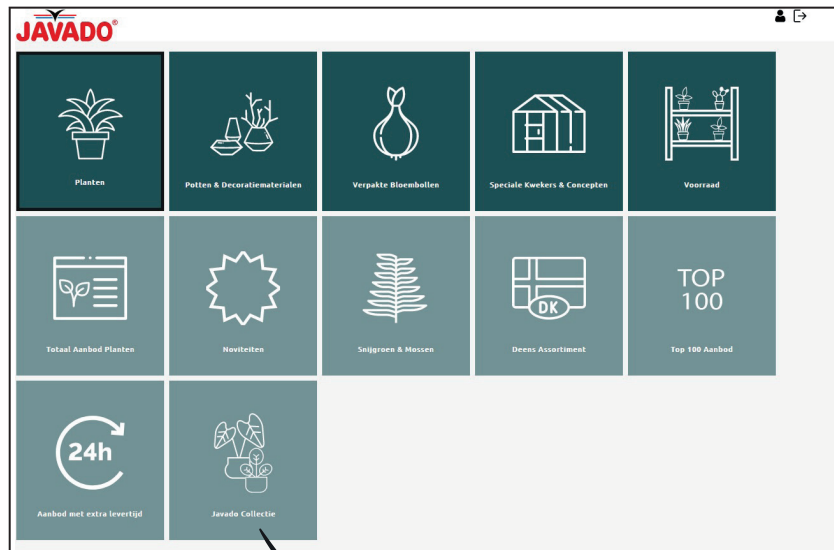 JAVADO®
Planten
Potten & Decoratiematerialen
Verpakte Bloembollen
Speciale Kwekers & Concepten
Voorraad
Totaal Aanbod Planten
Noviteiten
Snijgroen & Mossen
DK
Deens Assortiment
TOP
100
Top 100 Aanbod
24h
Aanbod met extra levertijd
Javado Collectie